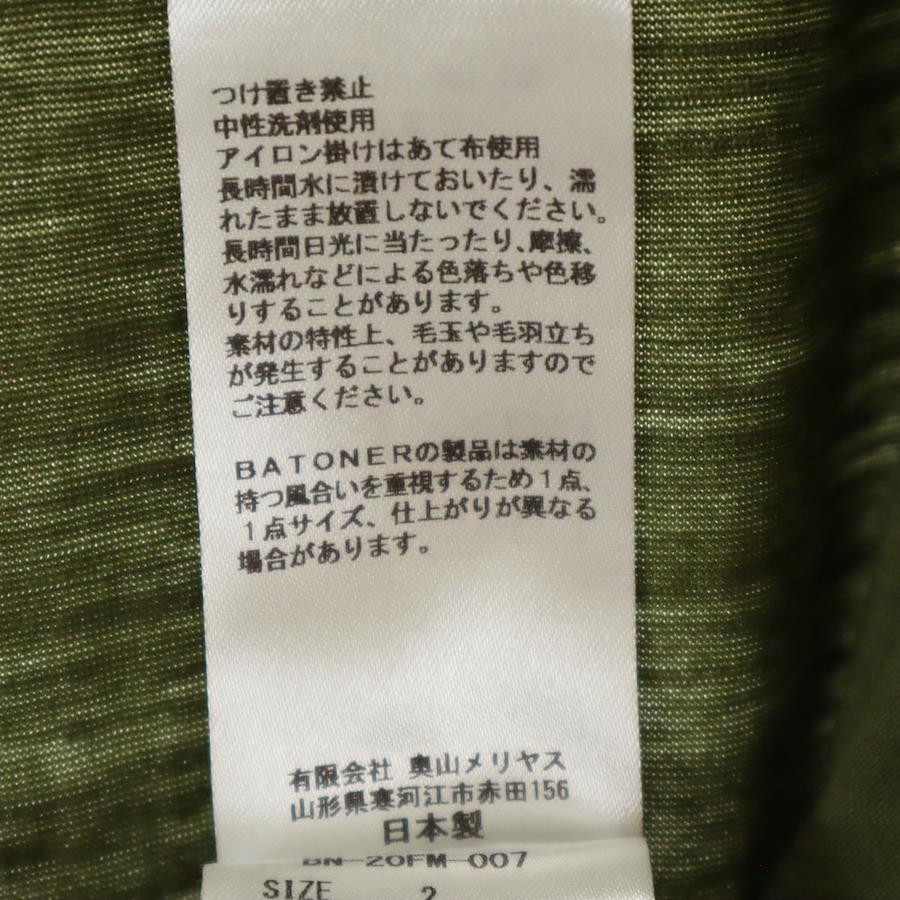 つけ置き禁止
中性洗剤使用
アイロン掛けはあて布使用
長時間水に漬けておいたり、濡
れたまま放置しないでください。
長時間日光に当たったり、摩擦、
水濡れなどによる色落ちや色移
りすることがあります。
素材の特性上、毛玉や毛羽立ち
が発生することがありますので
ご注意ください。
BATONERの製品は素材の
持つ風合いを重視するため1点、
1点サイズ、仕上がりが異なる
場合があります。
有限会社 奥山メリヤス
山形県寒河江市赤田156
日本製
BN-20FM-007
SIZE 2